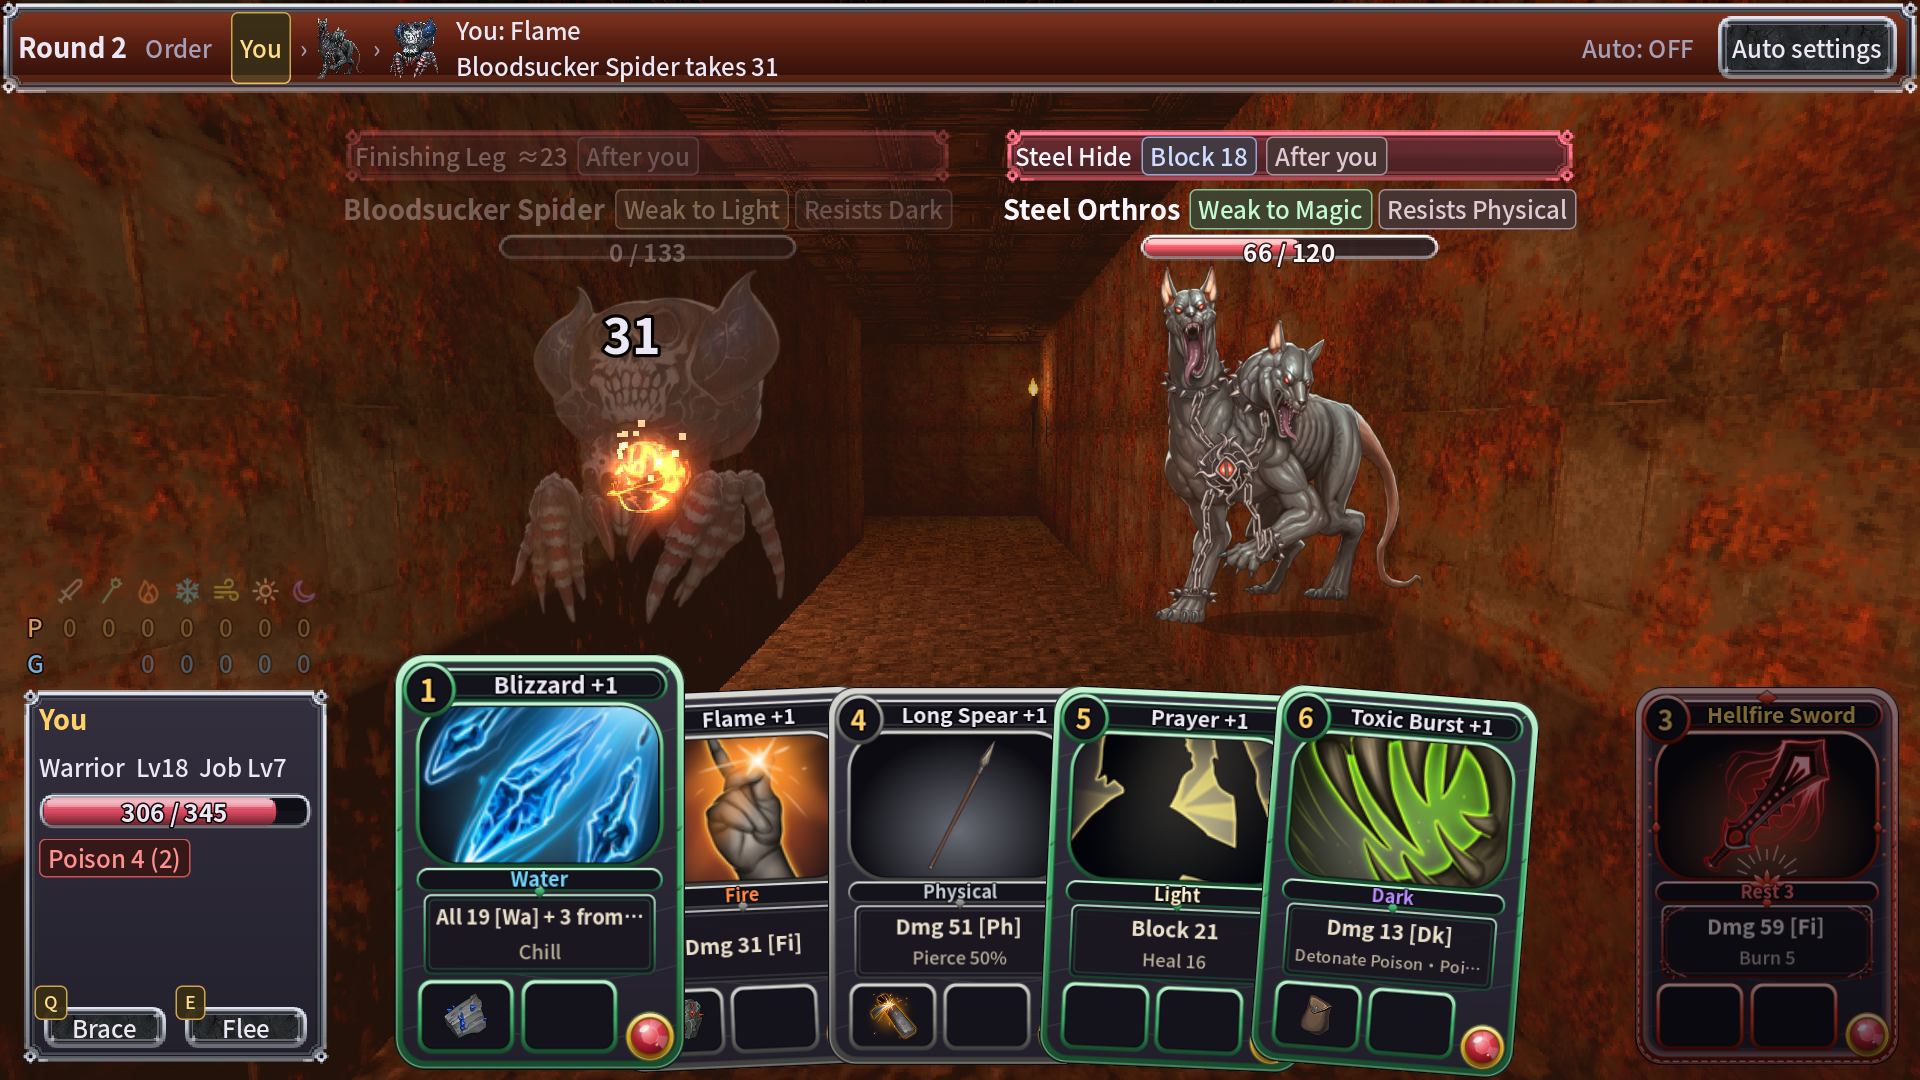 Round 2 Order You › › You: Flame
Bloodsucker Spider takes 31
Auto: OFF Auto settings
Finishing Leg ≈23 After you
Steel Hide Block 18 After you
Bloodsucker Spider Weak to Light Resists Dark
Steel Orthros Weak to Magic Resists Physical
0 / 133
66 / 120
31
P 0 0 0 0 0 0 0
G 0 0 0 0 0
You
Warrior Lv18 Job Lv7
306 / 345
Poison 4 (2)
Q Brace
E Flee
1 Blizzard +1
Water
All 19 [Wa] + 3 from…
Chill
Flame +1
Fire
Dmg 31 [Fi]
4 Long Spear +1
Physical
Dmg 51 [Ph]
Pierce 50%
5 Prayer +1
Light
Block 21
Heal 16
6 Toxic Burst +1
Dark
Dmg 13 [Dk]
Detonate Poison • Poi…
3 Hellfire Sword
Rest 3
Dmg 59 [Fi]
Burn 5